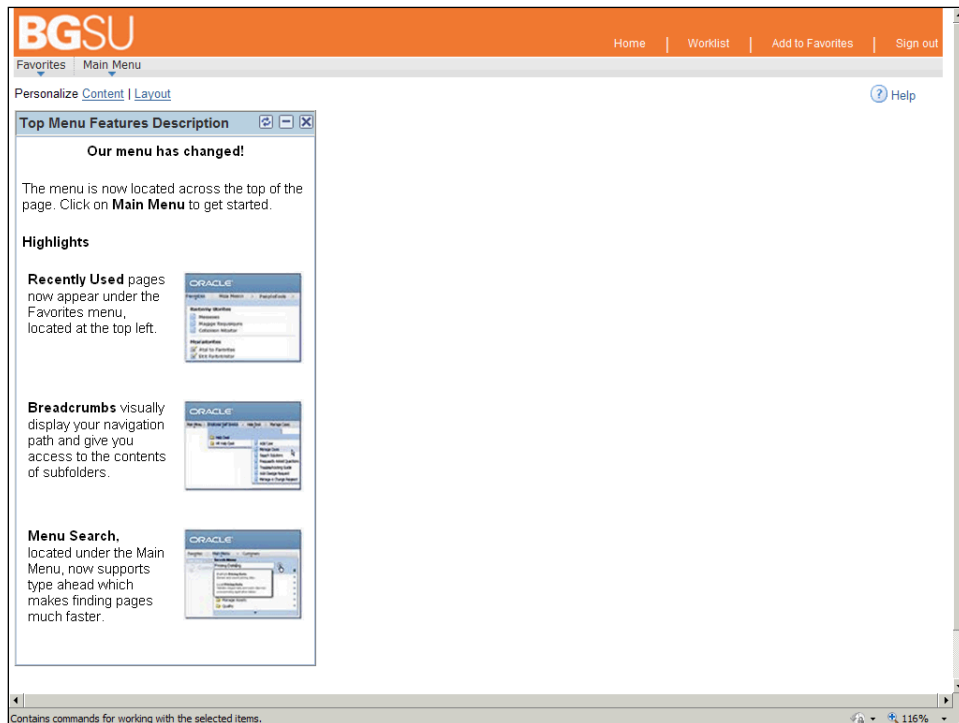 BGSU
Home | Worklist | Add to Favorites | Sign out
Favorites Main Menu
Personalize Content | Layout
? Help
Top Menu Features Description
Our menu has changed!
The menu is now located across the top of the
page. Click on Main Menu to get started.
Highlights
Recently Used pages
now appear under the
Favorites menu,
located at the top left.
ORACLE
Breadcrumbs visually
display your navigation
path and give you
access to the contents
of subfolders.
ORACLE
Menu Search,
located under the Main
Menu, now supports
type ahead which
makes finding pages
much faster.
ORACLE
Contains commands for working with the selected items.
116%